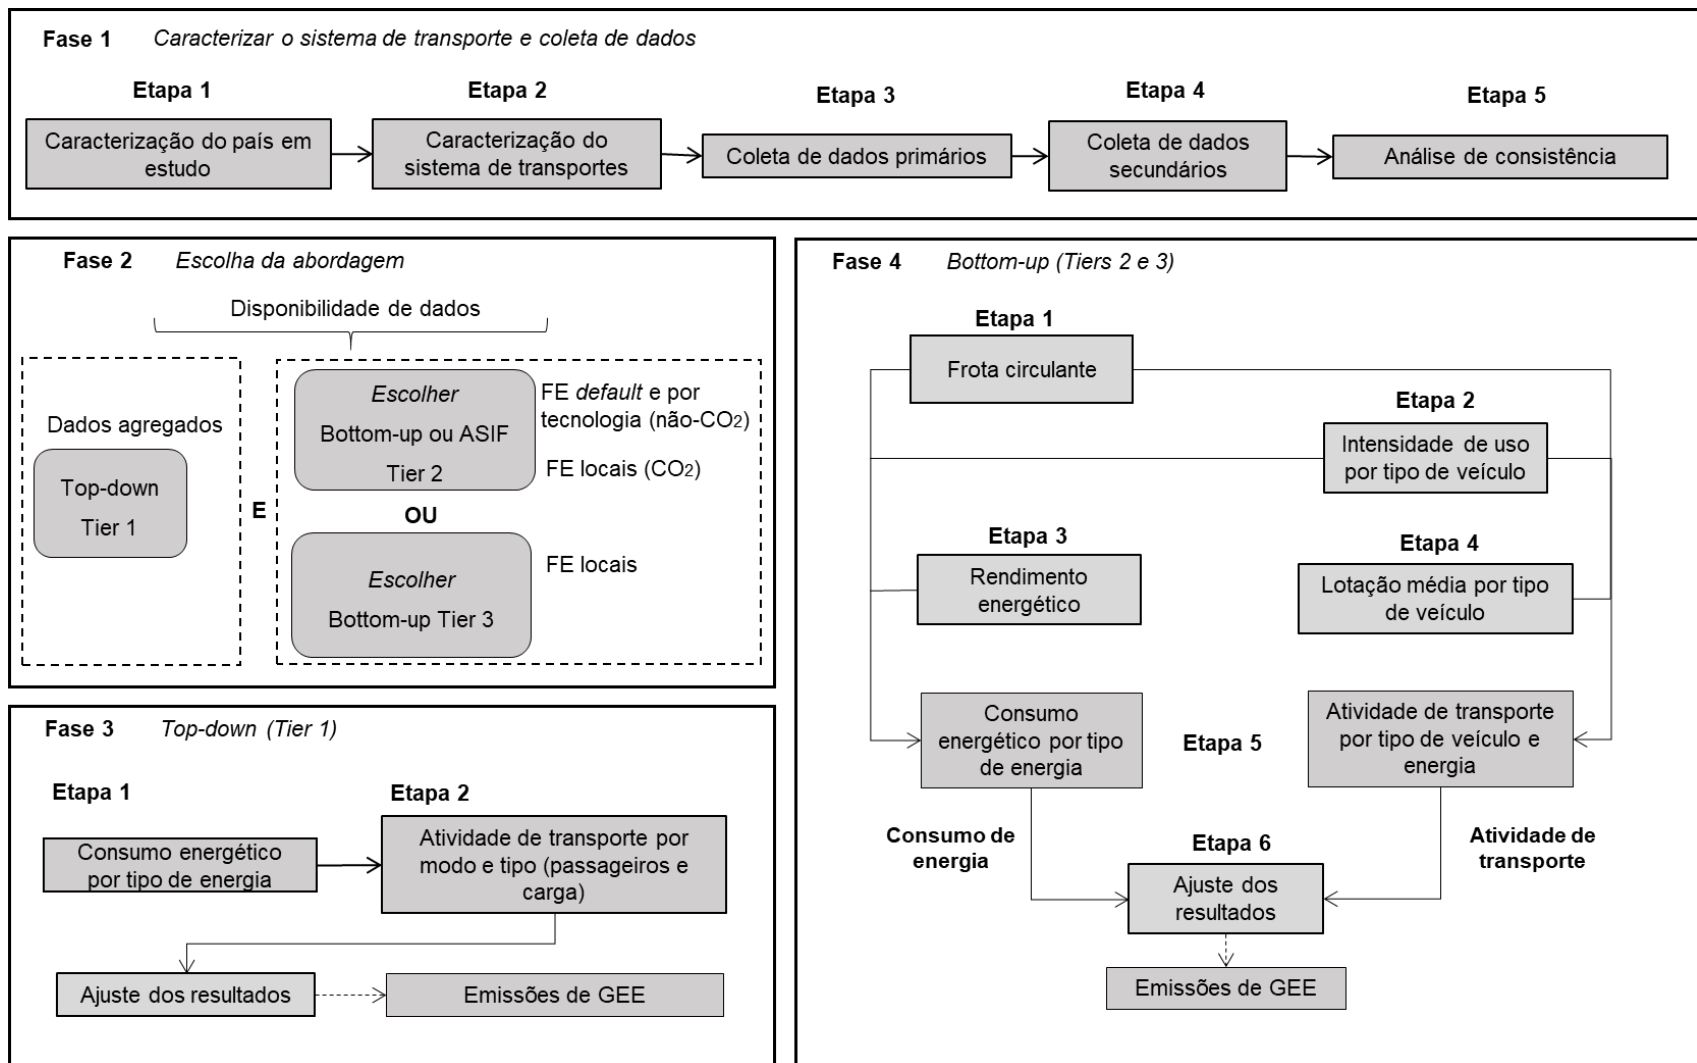 Fase 1 Caracterizar o sistema de transporte e coleta de dados
Etapa 1
Caracterização do país em
estudo
Etapa 2
Caracterização do
sistema de transportes
Etapa 3
Coleta de dados primários
Etapa 4
Coleta de dados
secundários
Etapa 5
Análise de consistência
Fase 2 Escolha da abordagem
Disponibilidade de dados
Dados agregados
Top-down
Tier 1
E
Escolher
Bottom-up ou ASIF
Tier 2
FE default e por
tecnologia (não-CO2)
FE locais (CO2)
OU
Escolher
Bottom-up Tier 3
FE locais
Fase 3 Top-down (Tier 1)
Etapa 1
Consumo energético
por tipo de energia
Etapa 2
Atividade de transporte por
modo e tipo (passageiros e
carga)
Ajuste dos resultados
Emissões de GEE
Fase 4 Bottom-up (Tiers 2 e 3)
Etapa 1
Frota circulante
Etapa 2
Intensidade de uso
por tipo de veículo
Etapa 3
Rendimento
energético
Etapa 4
Lotação média por tipo
de veículo
Consumo
energético por tipo
de energia
Etapa 5
Atividade de transporte
por tipo de veículo e
energia
Consumo de
energia
Atividade de
transporte
Etapa 6
Ajuste dos
resultados
Emissões de GEE